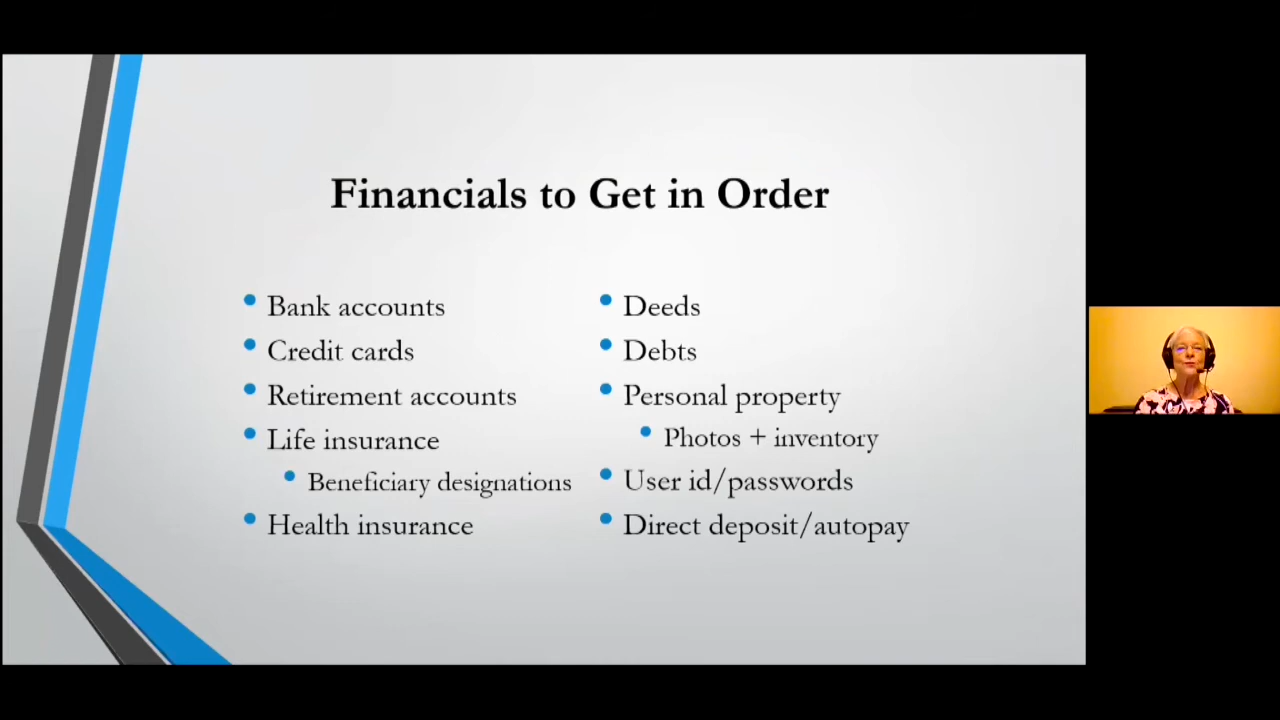 Financials to Get in Order
Bank accounts
Credit cards
Retirement accounts
Life insurance
Beneficiary designations
Health insurance
Deeds
Debts
Personal property
Photos + inventory
User id/passwords
Direct deposit/autopay